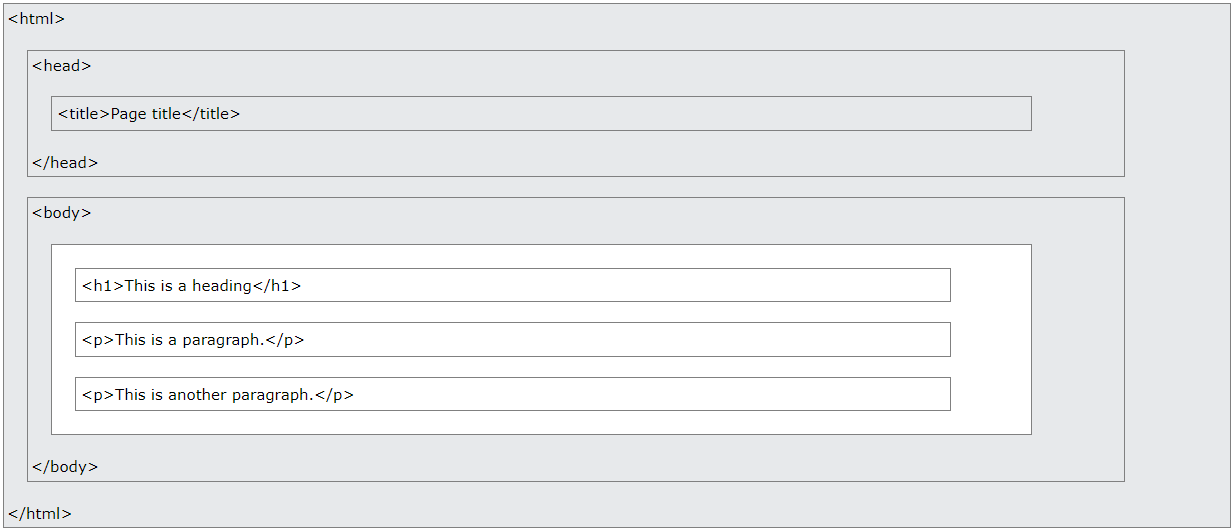 <html>
<head>
<title>Page title</title>
</head>
<body>
<h1>This is a heading</h1>
<p>This is a paragraph.</p>
<p>This is another paragraph.</p>
</body>
</html>